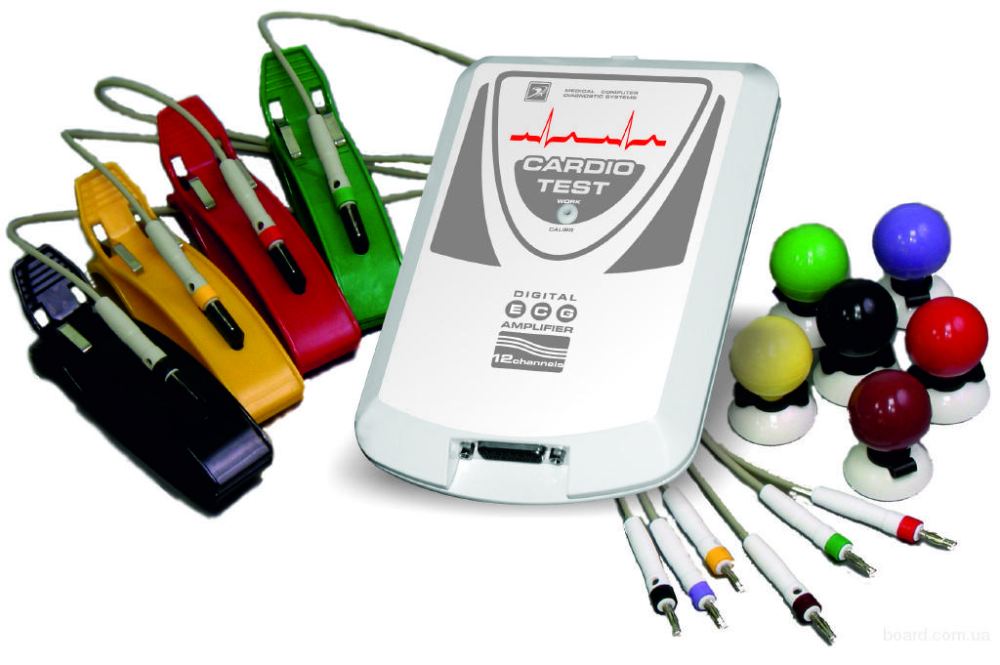 MEDICAL COMPUTER
DIAGNOSTIC SYSTEMS
CARDIO
TEST
WORK
CALIBR
DIGITAL
ECG
AMPLIFIER
12channels
board.com.ua